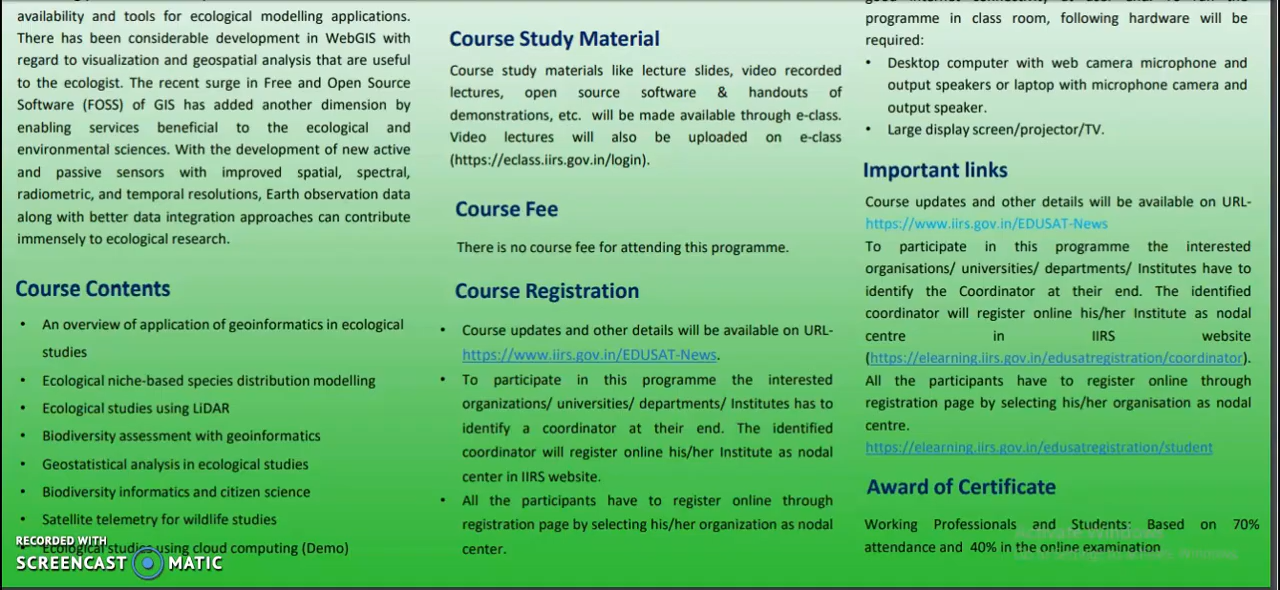 availability and tools for ecological modelling applications.
There has been considerable development in WebGIS with
regard to visualization and geospatial analysis that are useful
to the ecologist. The recent surge in Free and Open Source
Software (FOSS) of GIS has added another dimension by
enabling services beneficial to the ecological and
environmental sciences. With the development of new active
and passive sensors with improved spatial, spectral,
radiometric, and temporal resolutions, Earth observation data
along with better data integration approaches can contribute
immensely to ecological research.
Course Contents
• An overview of application of geoinformatics in ecological
studies
• Ecological niche-based species distribution modelling
• Ecological studies using LiDAR
• Biodiversity assessment with geoinformatics
• Geostatistical analysis in ecological studies
• Biodiversity informatics and citizen science
• Satellite telemetry for wildlife studies
• Ecological studies using cloud computing (Demo)
RECORDED WITH
SCREENCAST MATIC
Course Study Material
Course study materials like lecture slides, video recorded
lectures, open source software & handouts of
demonstrations, etc. will be made available through e-class.
Video lectures will also be uploaded on e-class
(https://eclass.iirs.gov.in/login).
Course Fee
There is no course fee for attending this programme.
Course Registration
• Course updates and other details will be available on URL-
https://www.iirs.gov.in/EDUSAT-News.
• To participate in this programme the interested
organizations/ universities/ departments/ Institutes has to
identify a coordinator at their end. The identified
coordinator will register online his/her Institute as nodal
center in IIRS website.
• All the participants have to register online through
registration page by selecting his/her organization as nodal
center.
programme in class room, following hardware will be
required:
• Desktop computer with web camera microphone and
output speakers or laptop with microphone camera and
output speaker.
• Large display screen/projector/TV.
Important links
Course updates and other details will be available on URL-
https://www.iirs.gov.in/EDUSAT-News
To participate in this programme the interested
organisations/ universities/ departments/ Institutes have to
identify the Coordinator at their end. The identified
coordinator will register online his/her Institute as nodal
centre in IIRS website
(https://elearning.iirs.gov.in/edusatregistration/coordinator).
All the participants have to register online through
registration page by selecting his/her organisation as nodal
centre.
https://elearning.iirs.gov.in/edusatregistration/student
Award of Certificate
Working Professionals and Students: Based on 70%
attendance and 40% in the online examination
Activate Windows